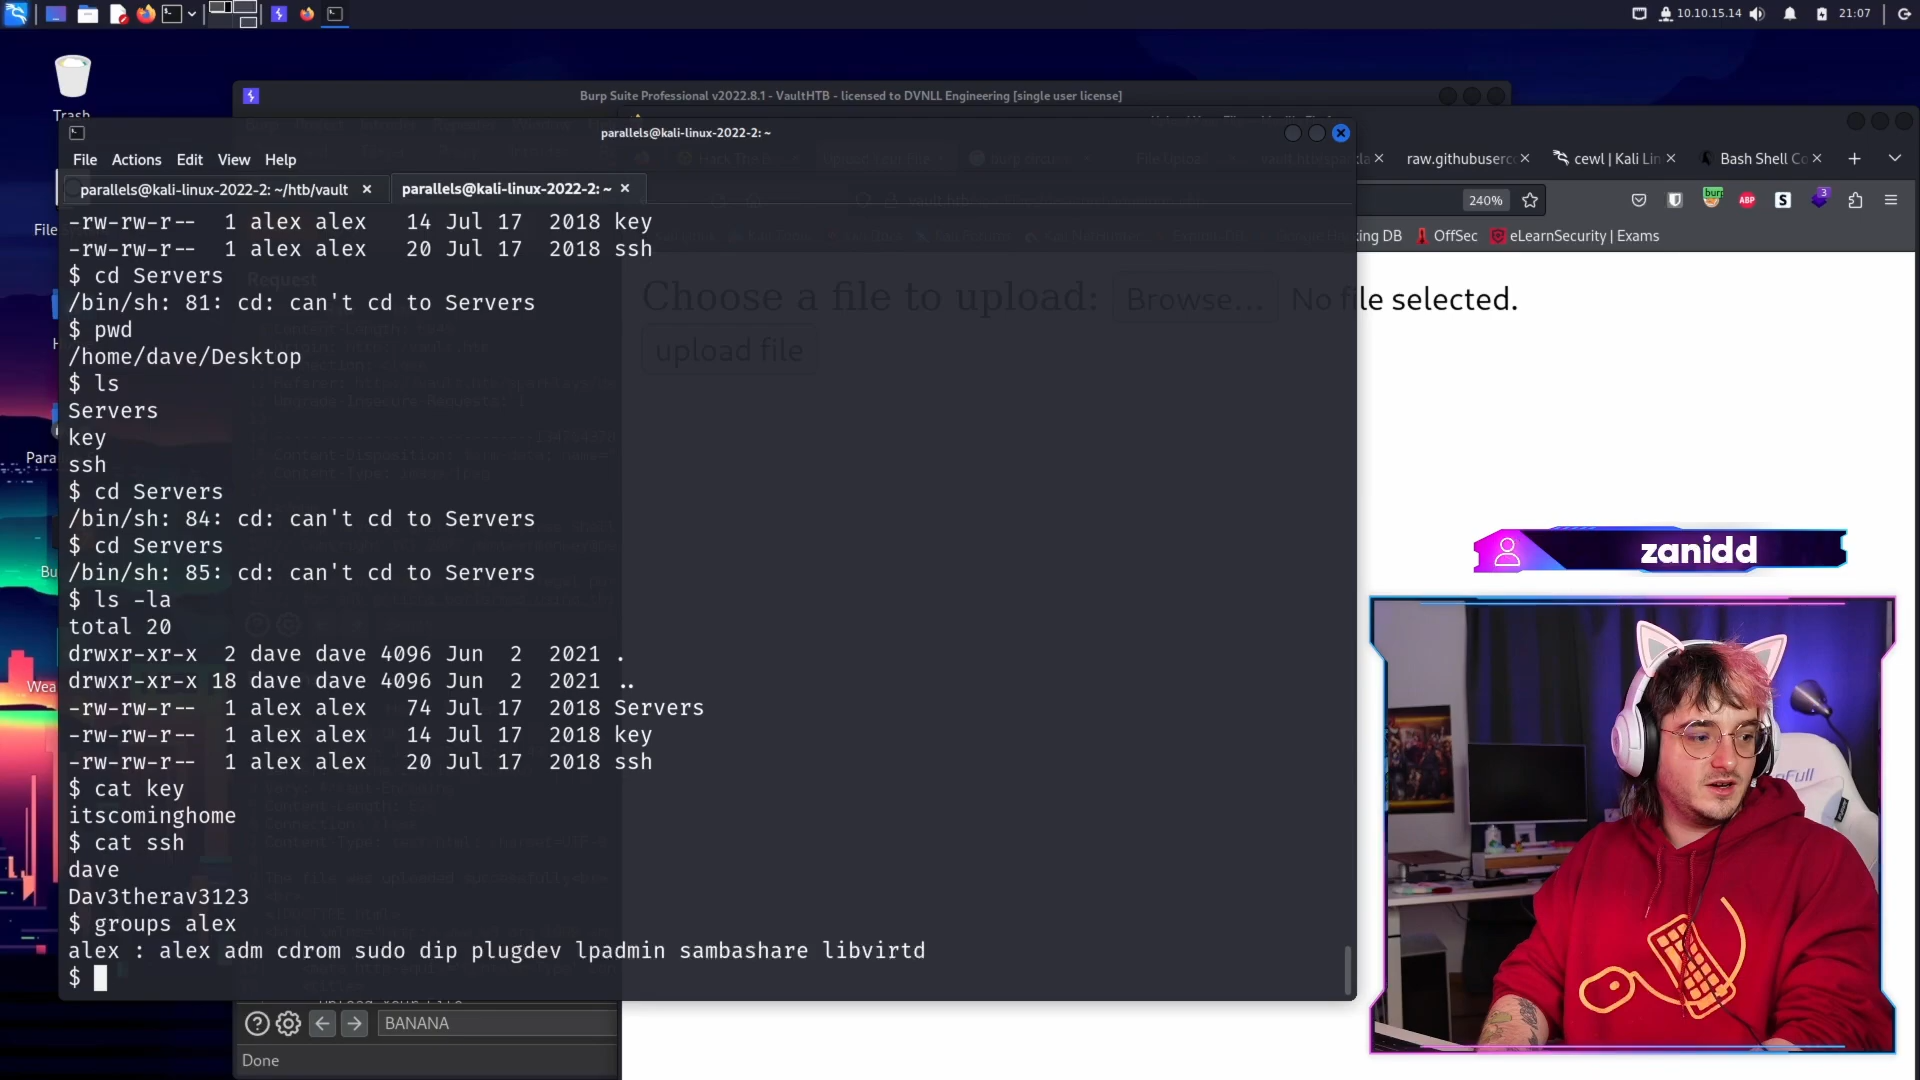 10.10.15.14
21:07
Trash
Burp Suite Professional v2022.8.1 - VaultHTB - licensed to DVNLL Engineering [single user license]
parallels@kali-linux-2022-2: ~
File Actions Edit View Help
parallels@kali-linux-2022-2: ~/htb/vault
parallels@kali-linux-2022-2: ~
raw.githubuserc
cewl | Kali Lin
Bash Shell Co
240%
burp
ABP
S
3
king DB
OffSec
eLearnSecurity | Exams
-rw-rw-r-- 1 alex alex 14 Jul 17 2018 key
-rw-rw-r-- 1 alex alex 20 Jul 17 2018 ssh
$ cd Servers
/bin/sh: 81: cd: can't cd to Servers
$ pwd
/home/dave/Desktop
$ ls
Servers
key
ssh
$ cd Servers
/bin/sh: 84: cd: can't cd to Servers
$ cd Servers
/bin/sh: 85: cd: can't cd to Servers
$ ls -la
total 20
drwxr-xr-x 2 dave dave 4096 Jun 2 2021 .
drwxr-xr-x 18 dave dave 4096 Jun 2 2021 ..
-rw-rw-r-- 1 alex alex 74 Jul 17 2018 Servers
-rw-rw-r-- 1 alex alex 14 Jul 17 2018 key
-rw-rw-r-- 1 alex alex 20 Jul 17 2018 ssh
$ cat key
itscominghome
$ cat ssh
dave
Dav3therav3123
$ groups alex
alex : alex adm cdrom sudo dip plugdev lpadmin sambashare libvirtd
$
Request
Choose a file to upload: Browse... No file selected.
upload file
zanidd
BANANA
Done